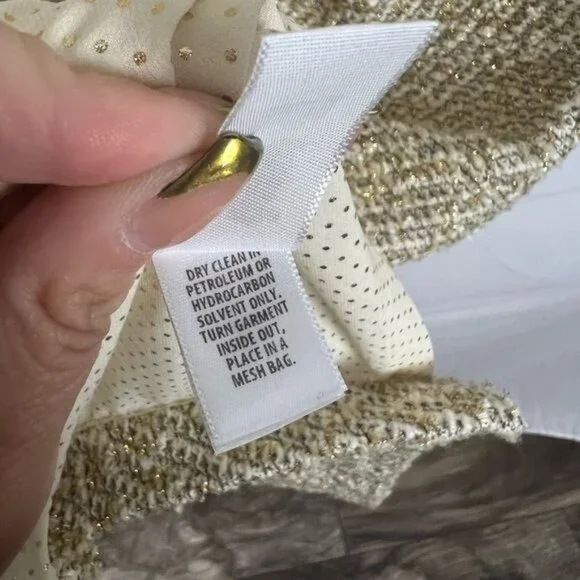 DRY CLEAN IN
PETROLEUM OR
HYDROCARBON
SOLVENT ONLY.
TURN GARMENT
INSIDE OUT,
PLACE IN A
MESH BAG.